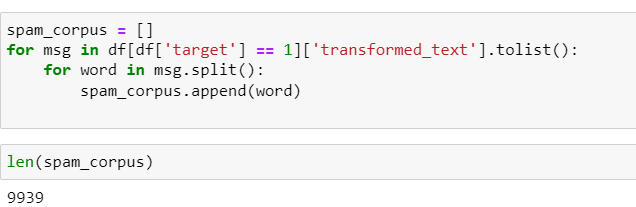 spam_corpus = []
for msg in df[df['target'] == 1]['transformed_text'].tolist():
    for word in msg.split():
        spam_corpus.append(word)
len(spam_corpus)
9939